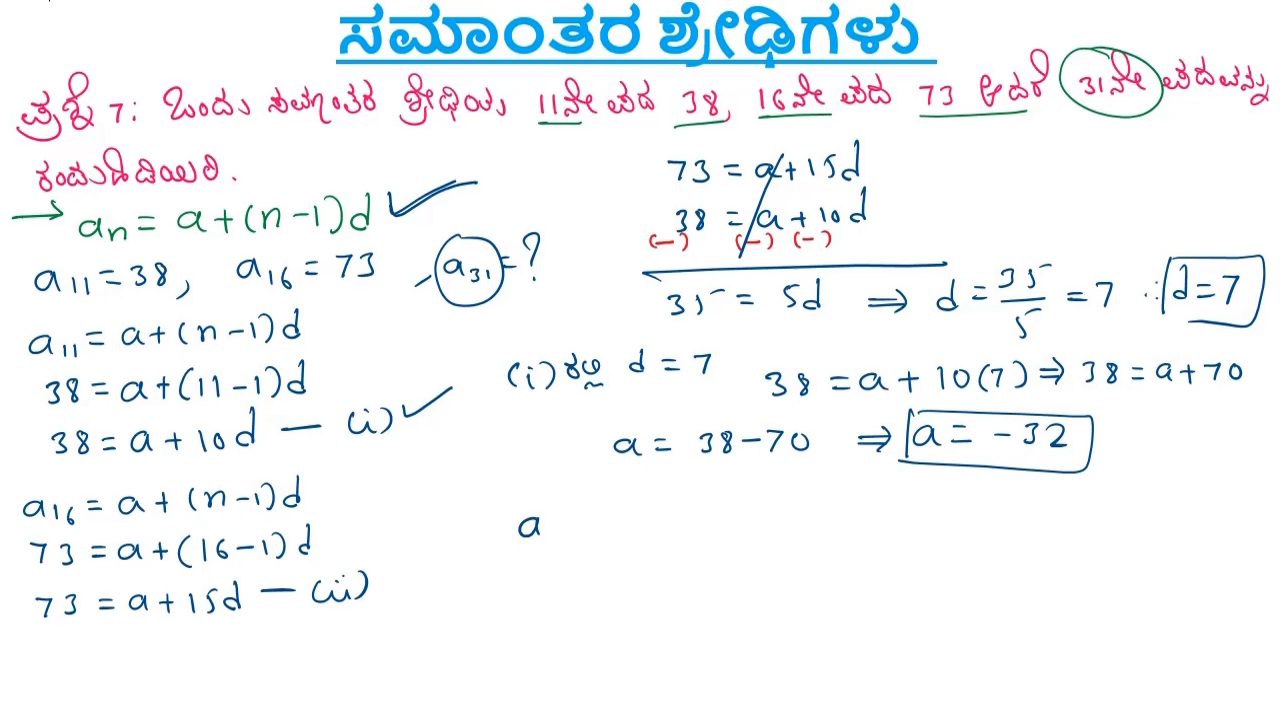 ಸಮಾಂತರ ಶ್ರೇಢಿಗಳು
ಪ್ರಶ್ನೆ 7: ಒಂದು ಸಮಾಂತರ ಶ್ರೇಢಿಯ 11ನೇ ಪದ 38, 16ನೇ ಪದ 73 ಆದರೆ 31ನೇ ಪದವನ್ನು
ಕಂಡುಹಿಡಿಯಿರಿ.
→ aₙ = a + (n - 1)d
a₁₁ = 38, a₁₆ = 73, a₃₁ = ?
a₁₁ = a + (n - 1)d
38 = a + (11 - 1)d
38 = a + 10d — (i)
a₁₆ = a + (n - 1)d
73 = a + (16 - 1)d
73 = a + 15d — (ii)
73 = a + 15d
38 = a + 10d
(-) (-) (-)
35 = 5d ⇒ d = 35/5 = 7 ∴ d = 7
(i) ರಲ್ಲಿ d = 7 38 = a + 10(7) ⇒ 38 = a + 70
a = 38 - 70 ⇒ a = -32
a